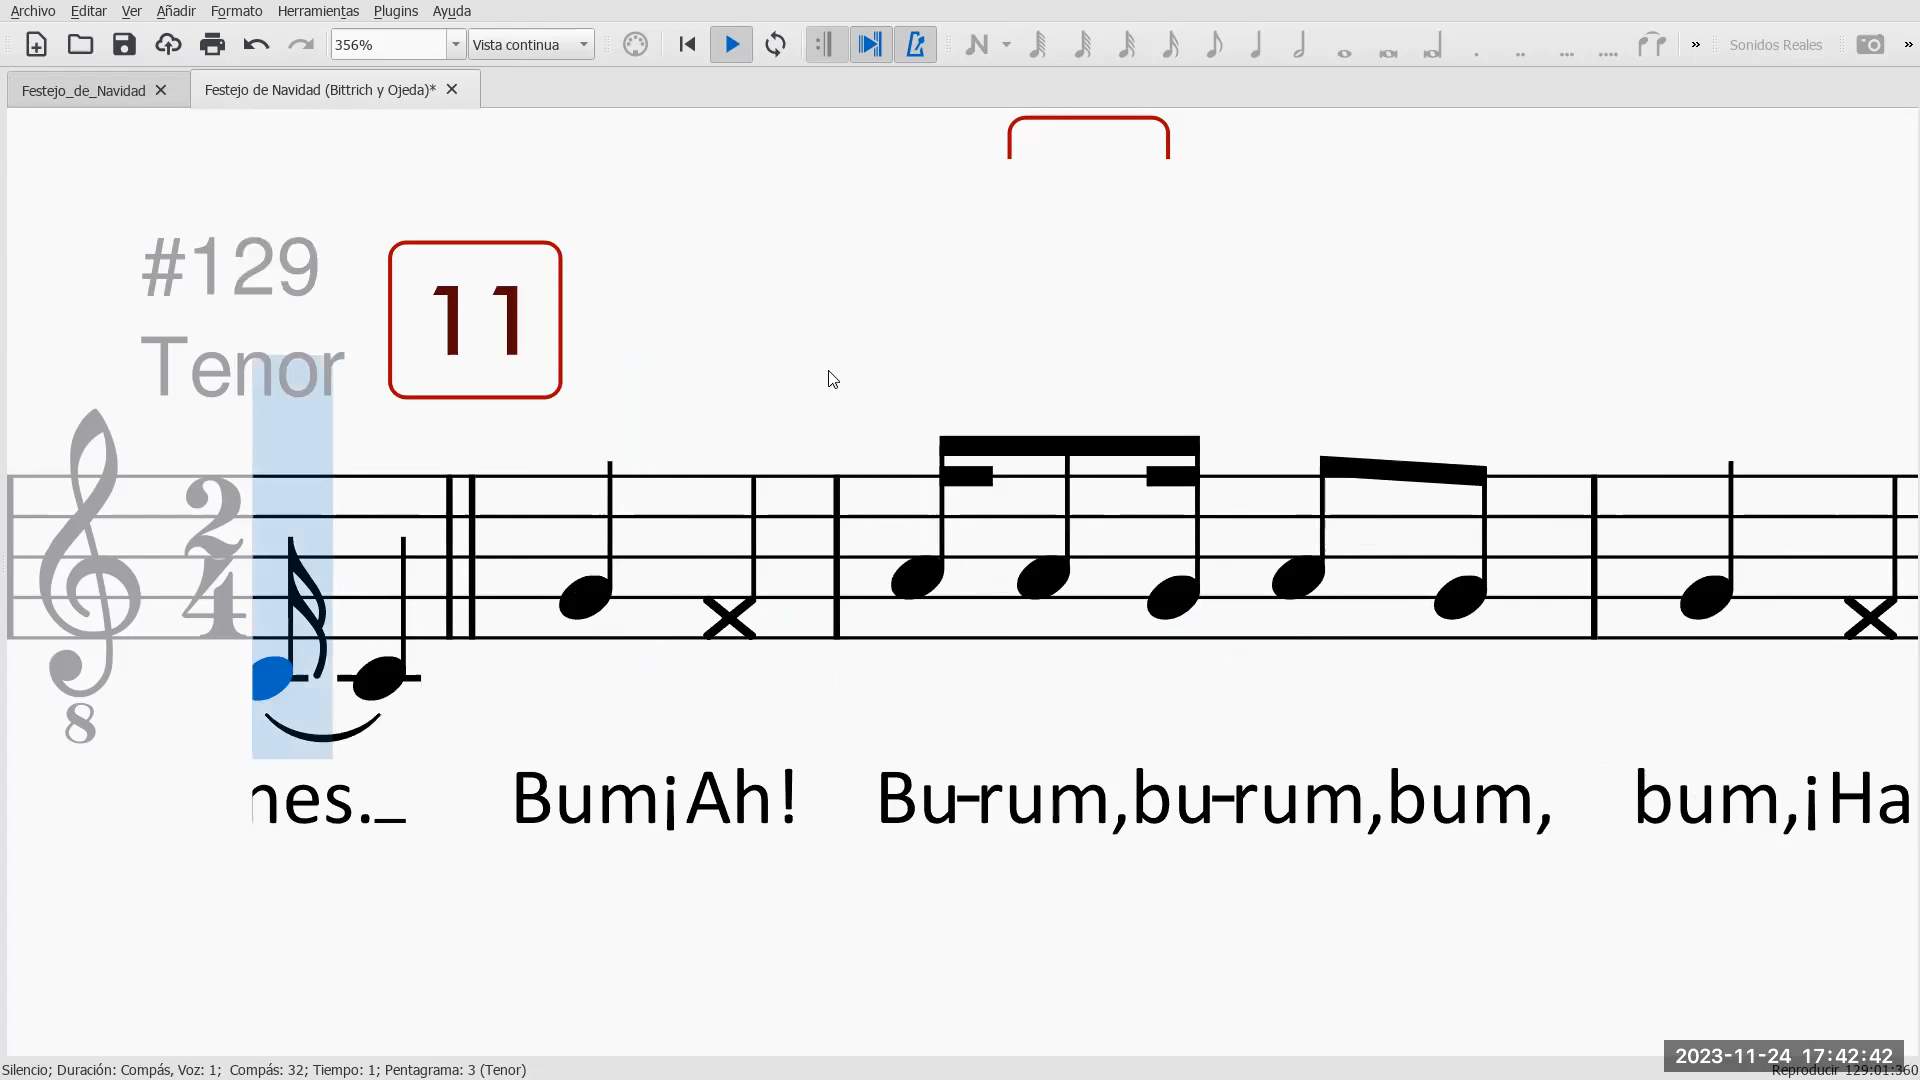 Archivo Editar Ver Añadir Formato Herramientas Plugins Ayuda
356% Vista continua Sonidos Reales
Festejo_de_Navidad Festejo de Navidad (Bittrich y Ojeda)*
#129
11
Tenor
2
4
8
nes._ Bum¡Ah! Bu-rum,bu-rum,bum, bum,¡Ha
2023-11-24 17:42:42
Silencio; Duración: Compás, Voz: 1; Compás: 32; Tiempo: 1; Pentagrama: 3 (Tenor) Reproducir 129:01:360